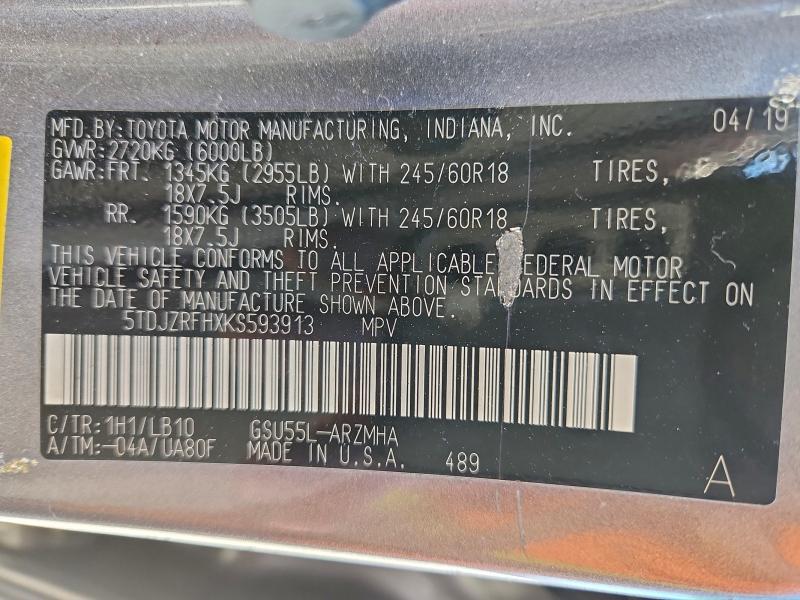 MFD.BY:TOYOTA MOTOR MANUFACTURING, INDIANA, INC. 04/19
GVWR:2720KG (6000LB)
GAWR:FRT. 1345KG (2955LB) WITH 245/60R18 TIRES,
18X7.5J RIMS.
RR. 1590KG (3505LB) WITH 245/60R18 TIRES,
18X7.5J RIMS.
THIS VEHICLE CONFORMS TO ALL APPLICABLE EDERAL MOTOR
VEHICLE SAFETY AND THEFT PREVENTION STANDARDS IN EFFECT ON
THE DATE OF MANUFACTURE SHOWN ABOVE.
5TDJZRFHXKS593913 MPV
C/TR:1H1/LB10 GSU55L-ARZMHA
A/TM:-04A/UA80F MADE IN U.S.A. 489
A